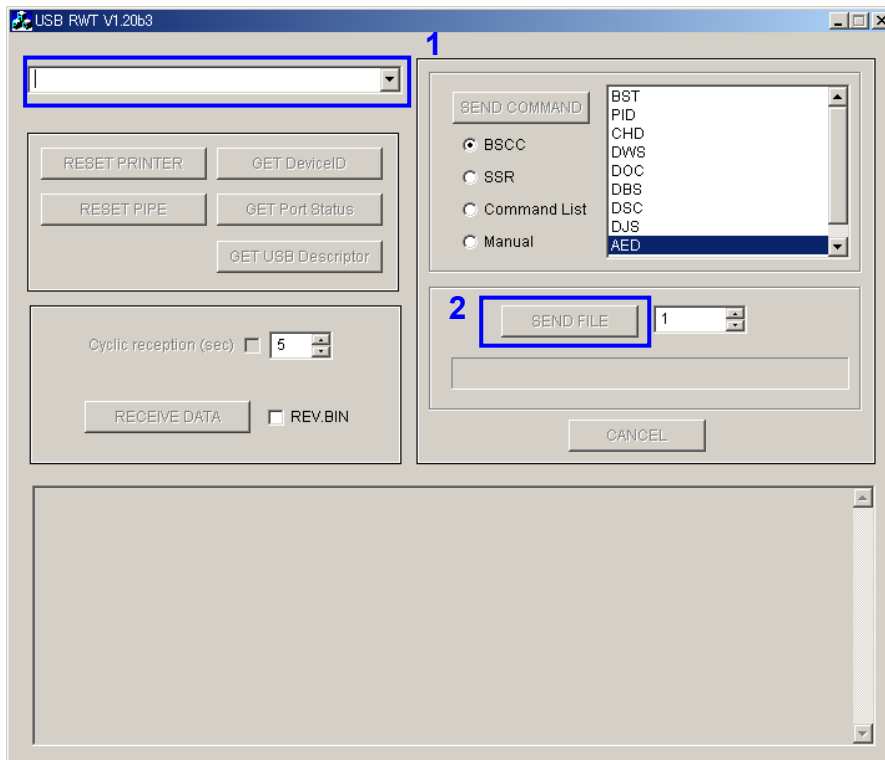 USB RWT V1.20b3
1
RESET PRINTER
GET DeviceID
RESET PIPE
GET Port Status
GET USB Descriptor
Cyclic reception (sec)
5
RECEIVE DATA
REV.BIN
SEND COMMAND
BSCC
SSR
Command List
Manual
BST
PID
CHD
DWS
DOC
DBS
DSC
DJS
AED
2
SEND FILE
1
CANCEL